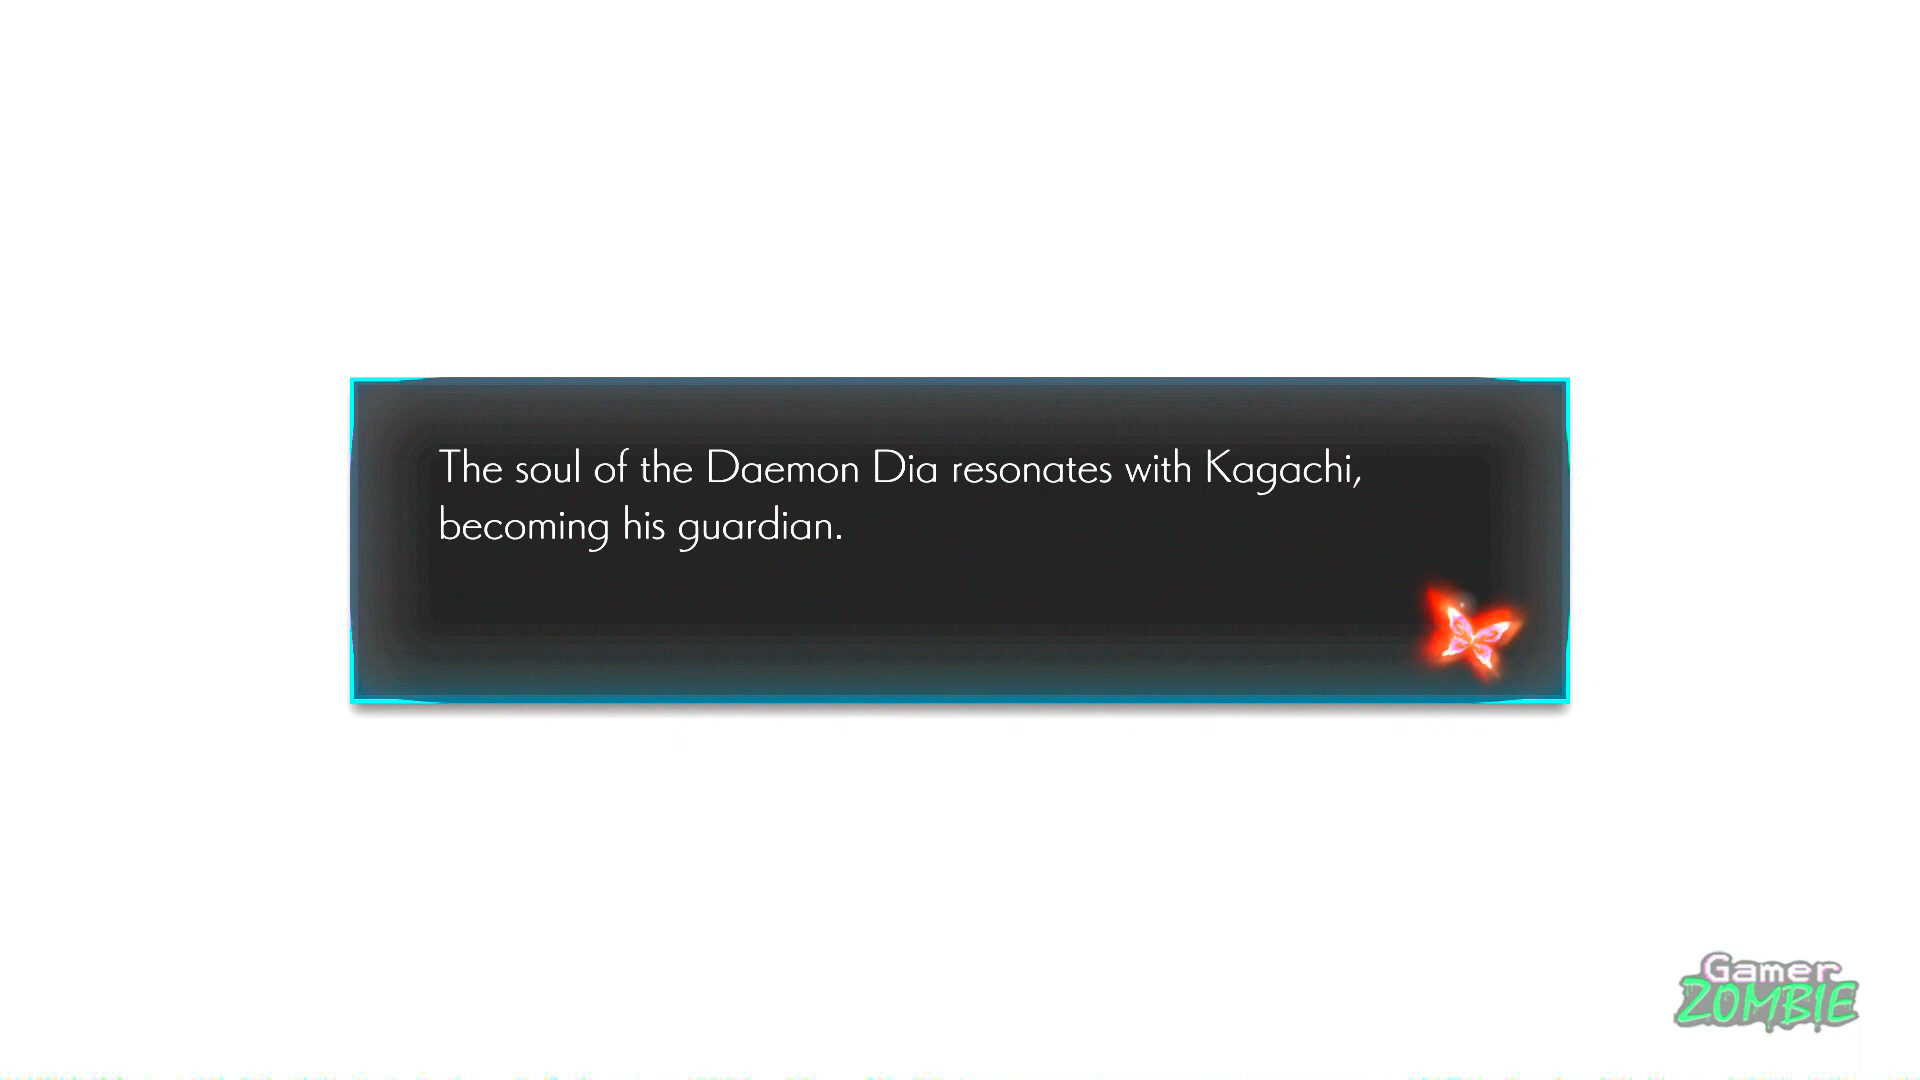 The soul of the Daemon Dia resonates with Kagachi,
becoming his guardian.
Gamer
ZOMBIE